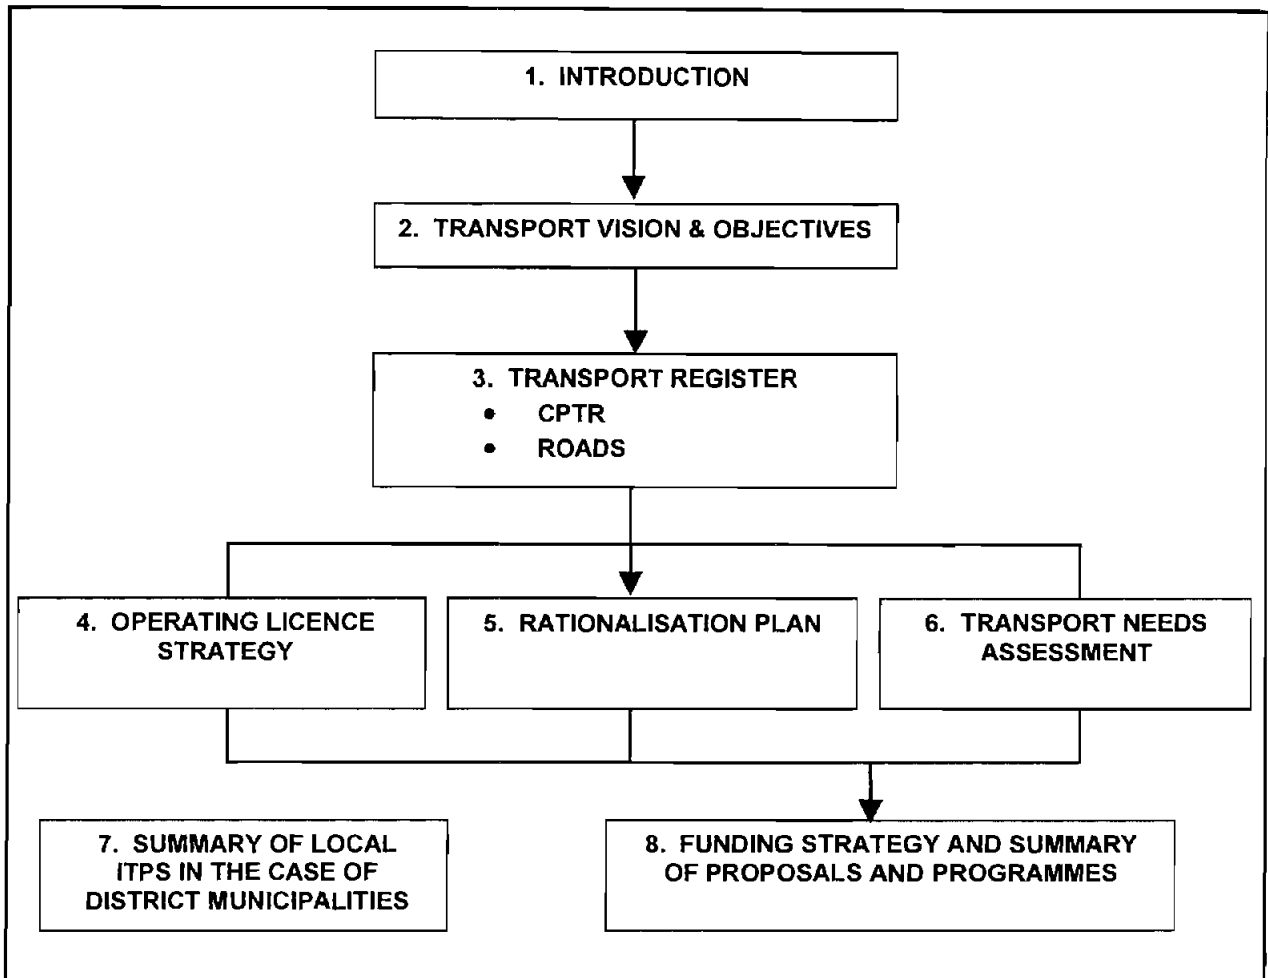 1. INTRODUCTION
2. TRANSPORT VISION & OBJECTIVES
3. TRANSPORT REGISTER
• CPTR
• ROADS
4. OPERATING LICENCE
STRATEGY
5. RATIONALISATION PLAN
6. TRANSPORT NEEDS
ASSESSMENT
7. SUMMARY OF LOCAL
ITPS IN THE CASE OF
DISTRICT MUNICIPALITIES
8. FUNDING STRATEGY AND SUMMARY
OF PROPOSALS AND PROGRAMMES